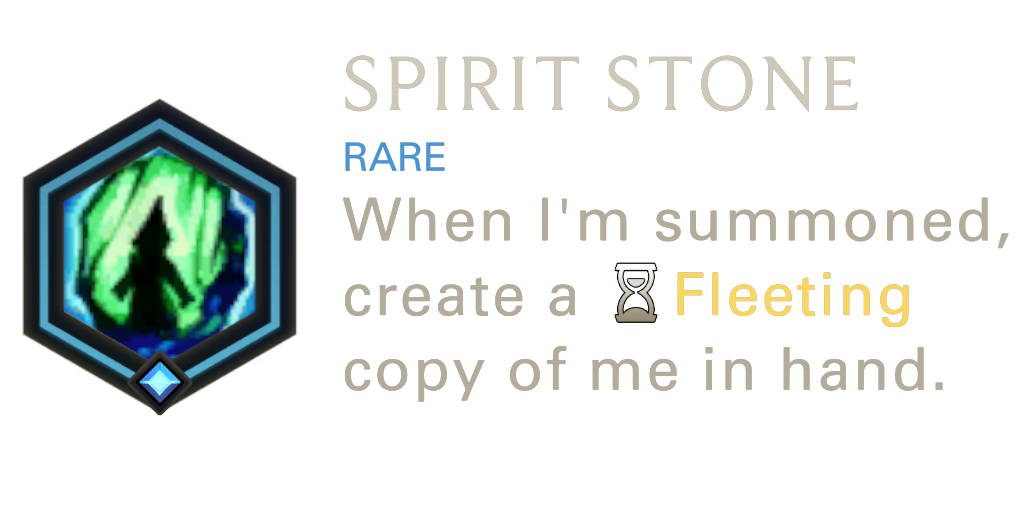 SPIRIT STONE
RARE
When I'm summoned,
create a Fleeting
copy of me in hand.